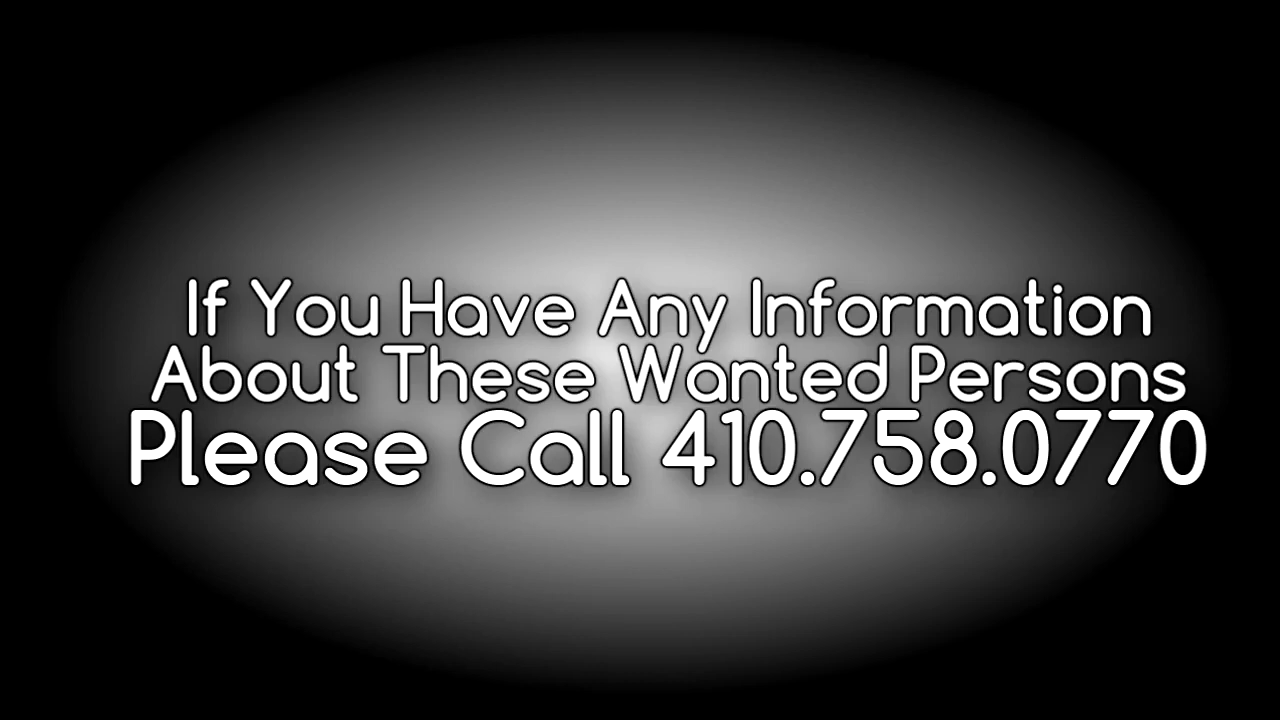 If You Have Any Information
About These Wanted Persons
Please Call 410.758.0770